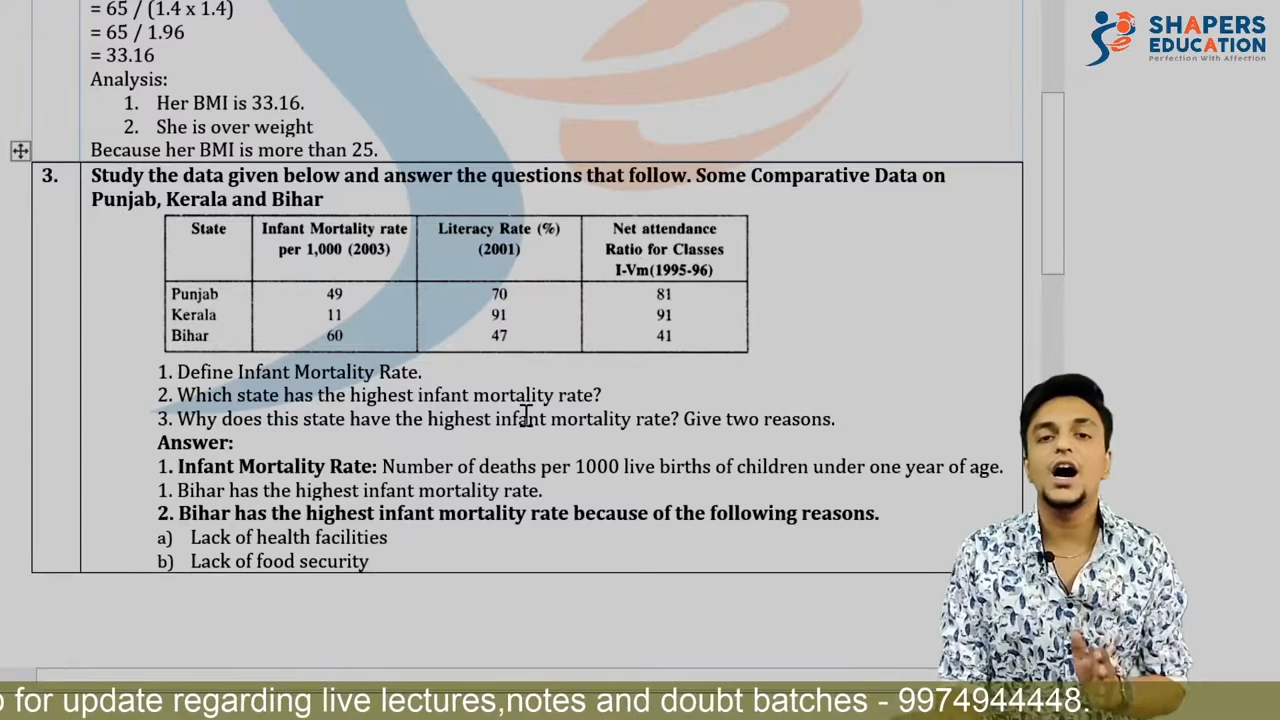 = 65 / (1.4 x 1.4)
= 65 / 1.96
= 33.16
Analysis:
1. Her BMI is 33.16.
2. She is over weight
Because her BMI is more than 25.
SHAPERS
EDUCATION
Perfection With Affection
3. Study the data given below and answer the questions that follow. Some Comparative Data on
Punjab, Kerala and Bihar
State Infant Mortality rate Literacy Rate (%) Net attendance
per 1,000 (2003) (2001) Ratio for Classes
I-Vm(1995-96)
Punjab 49 70 81
Kerala 11 91 91
Bihar 60 47 41
1. Define Infant Mortality Rate.
2. Which state has the highest infant mortality rate?
3. Why does this state have the highest infant mortality rate? Give two reasons.
Answer:
1. Infant Mortality Rate: Number of deaths per 1000 live births of children under one year of age.
1. Bihar has the highest infant mortality rate.
2. Bihar has the highest infant mortality rate because of the following reasons.
a) Lack of health facilities
b) Lack of food security
for update regarding live lectures,notes and doubt batches - 9974944448.